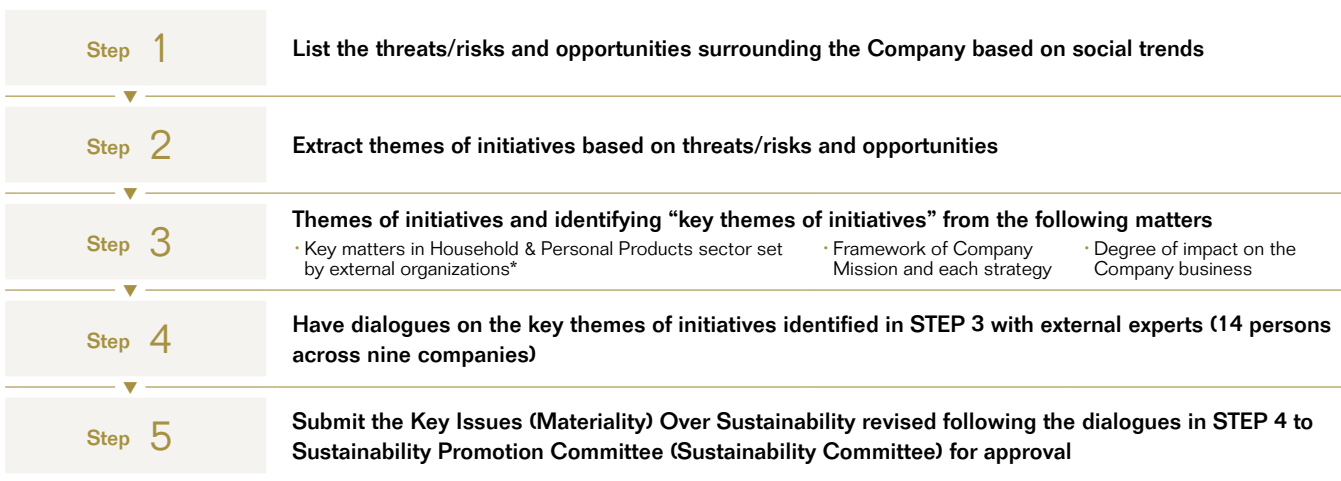 Step 1
List the threats/risks and opportunities surrounding the Company based on social trends
Step 2
Extract themes of initiatives based on threats/risks and opportunities
Step 3
Themes of initiatives and identifying “key themes of initiatives” from the following matters
・Key matters in Household & Personal Products sector set
by external organizations*
・Framework of Company
Mission and each strategy
・Degree of impact on the
Company business
Step 4
Have dialogues on the key themes of initiatives identified in STEP 3 with external experts (14 persons
across nine companies)
Step 5
Submit the Key Issues (Materiality) Over Sustainability revised following the dialogues in STEP 4 to
Sustainability Promotion Committee (Sustainability Committee) for approval